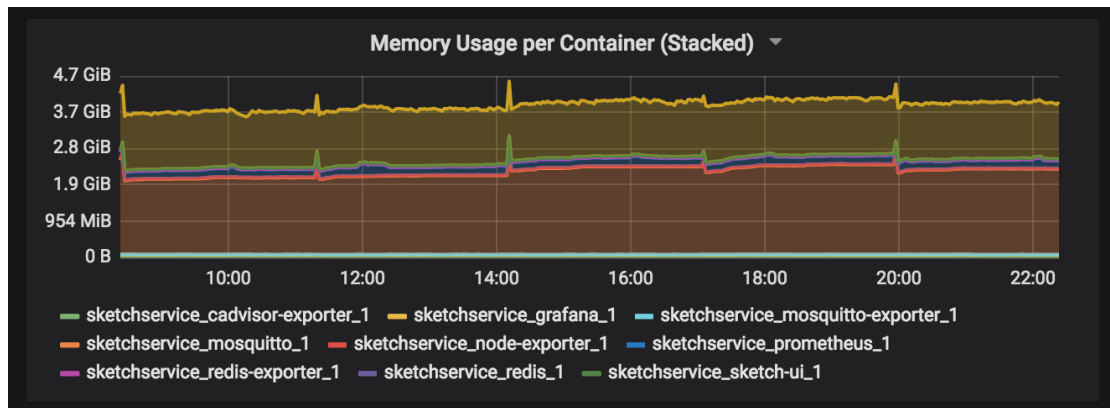 Memory Usage per Container (Stacked)
4.7 GiB
3.7 GiB
2.8 GiB
1.9 GiB
954 MiB
0 B
10:00 12:00 14:00 16:00 18:00 20:00 22:00
sketchservice_cadvisor-exporter_1 sketchservice_grafana_1 sketchservice_mosquitto-exporter_1
sketchservice_mosquitto_1 sketchservice_node-exporter_1 sketchservice_prometheus_1
sketchservice_redis-exporter_1 sketchservice_redis_1 sketchservice_sketch-ui_1